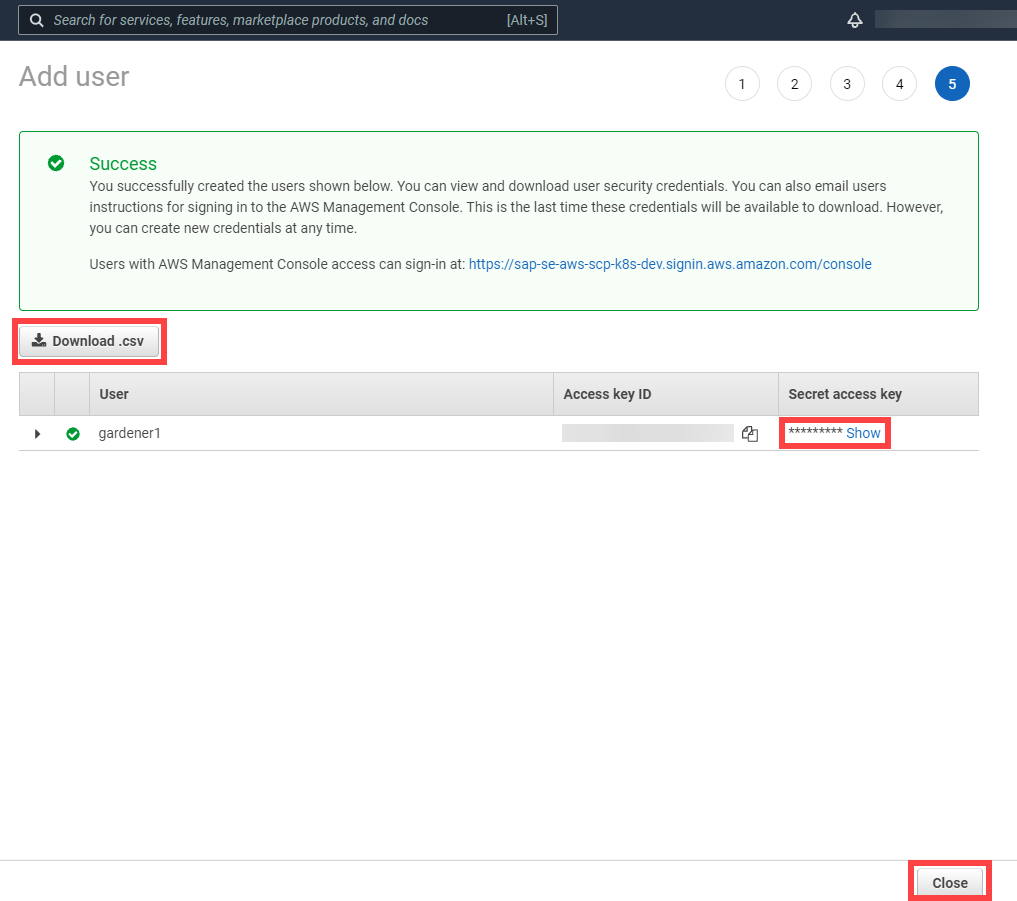 Search for services, features, marketplace products, and docs [Alt+S]
Add user
1 2 3 4 5
Success
You successfully created the users shown below. You can view and download user security credentials. You can also email users
instructions for signing in to the AWS Management Console. This is the last time these credentials will be available to download. However,
you can create new credentials at any time.
Users with AWS Management Console access can sign-in at: https://sap-se-aws-scp-k8s-dev.signin.aws.amazon.com/console
Download .csv
User Access key ID Secret access key
gardener1 ********* Show
Close